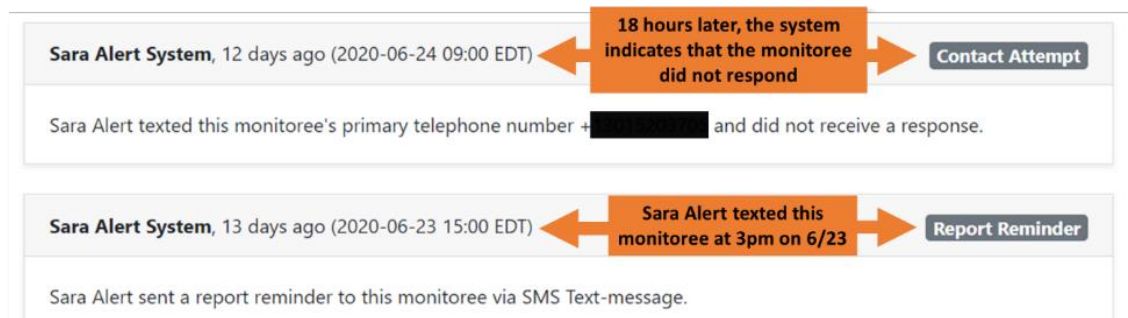 18 hours later, the system
indicates that the monitoree
did not respond
Sara Alert System, 12 days ago (2020-06-24 09:00 EDT)
Contact Attempt
Sara Alert texted this monitoree's primary telephone number + and did not receive a response.
Sara Alert System, 13 days ago (2020-06-23 15:00 EDT)
Sara Alert texted this
monitoree at 3pm on 6/23
Report Reminder
Sara Alert sent a report reminder to this monitoree via SMS Text-message.